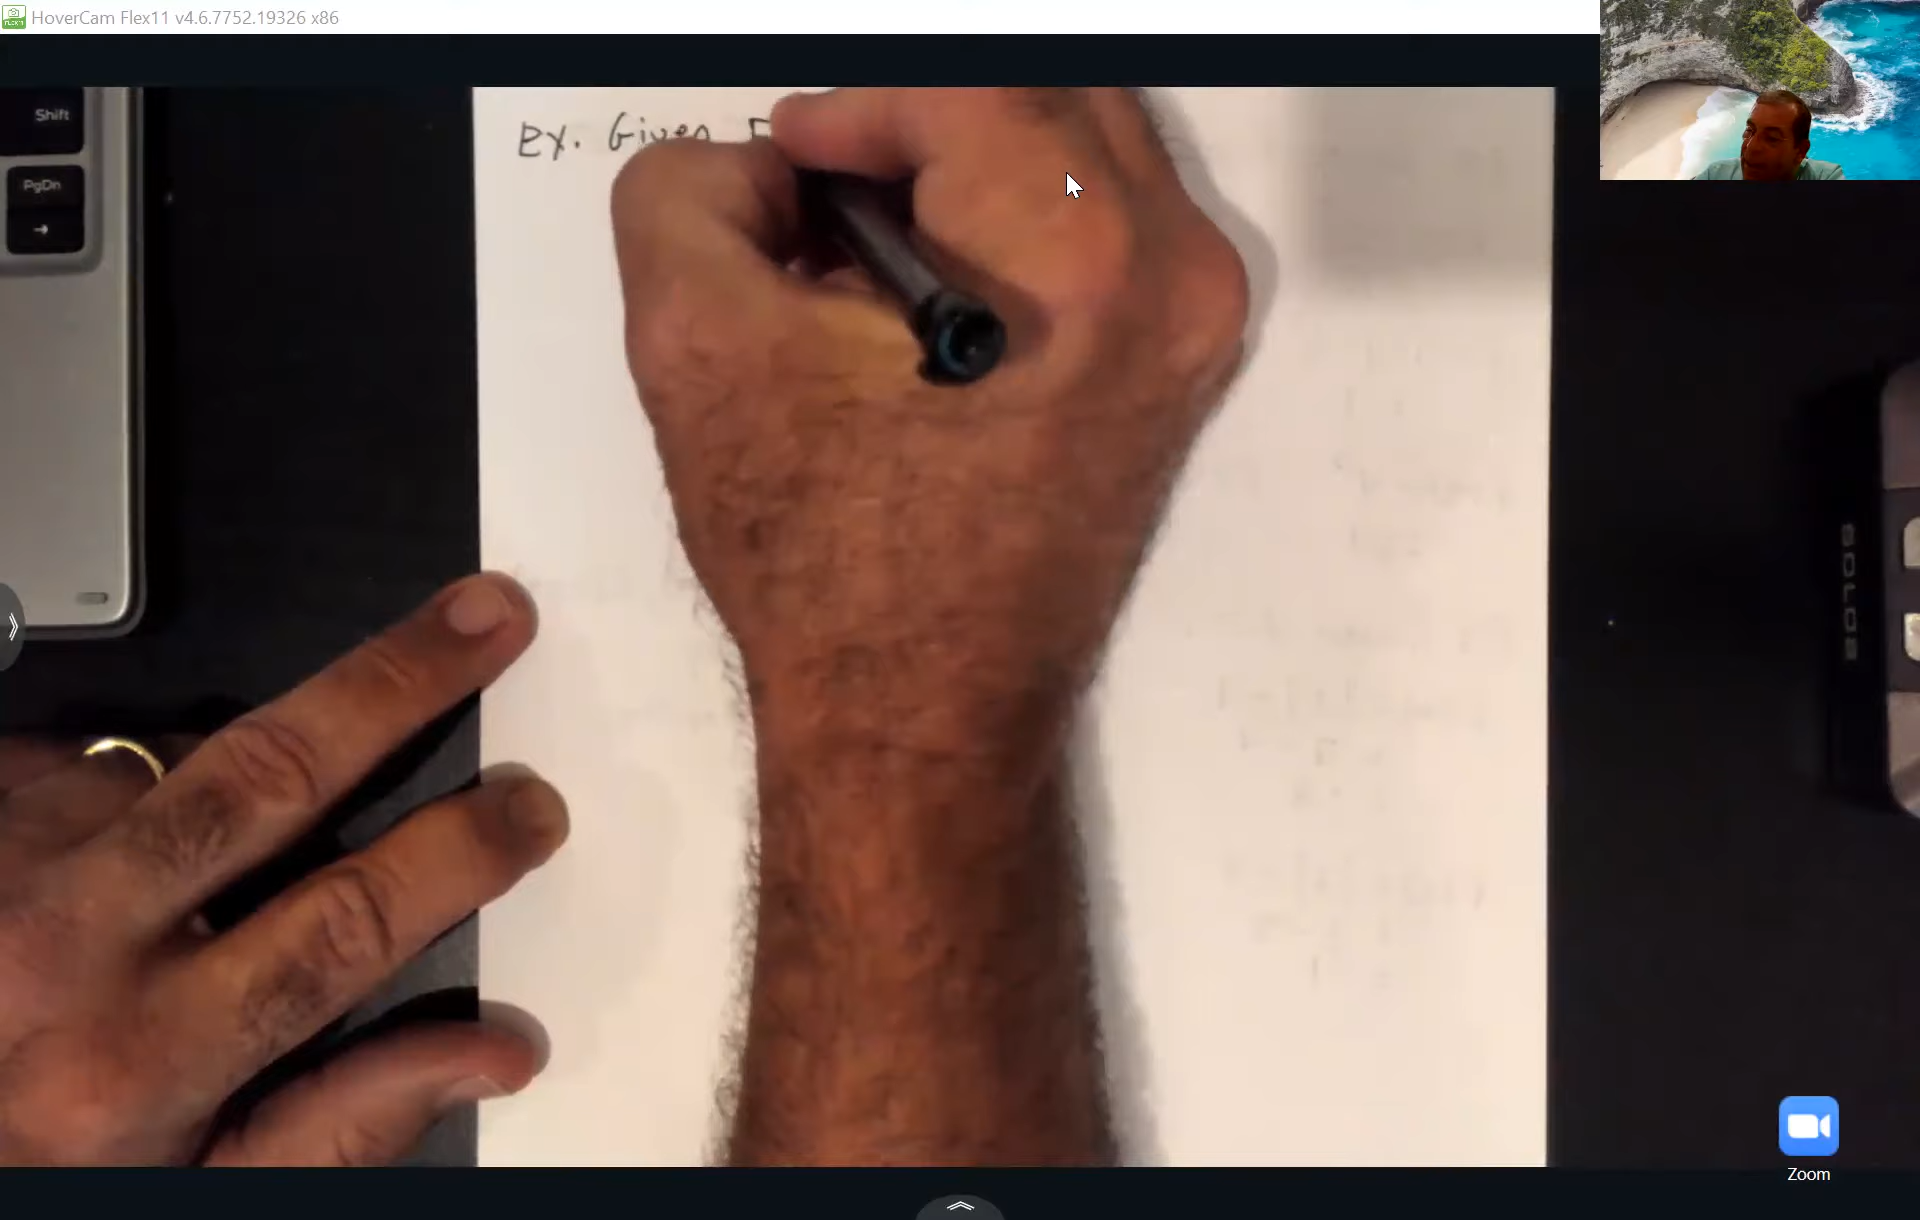 HoverCam Flex11 v4.6.7752.19326 x86
Shift
PgDn
Ex. Given F
Zoom